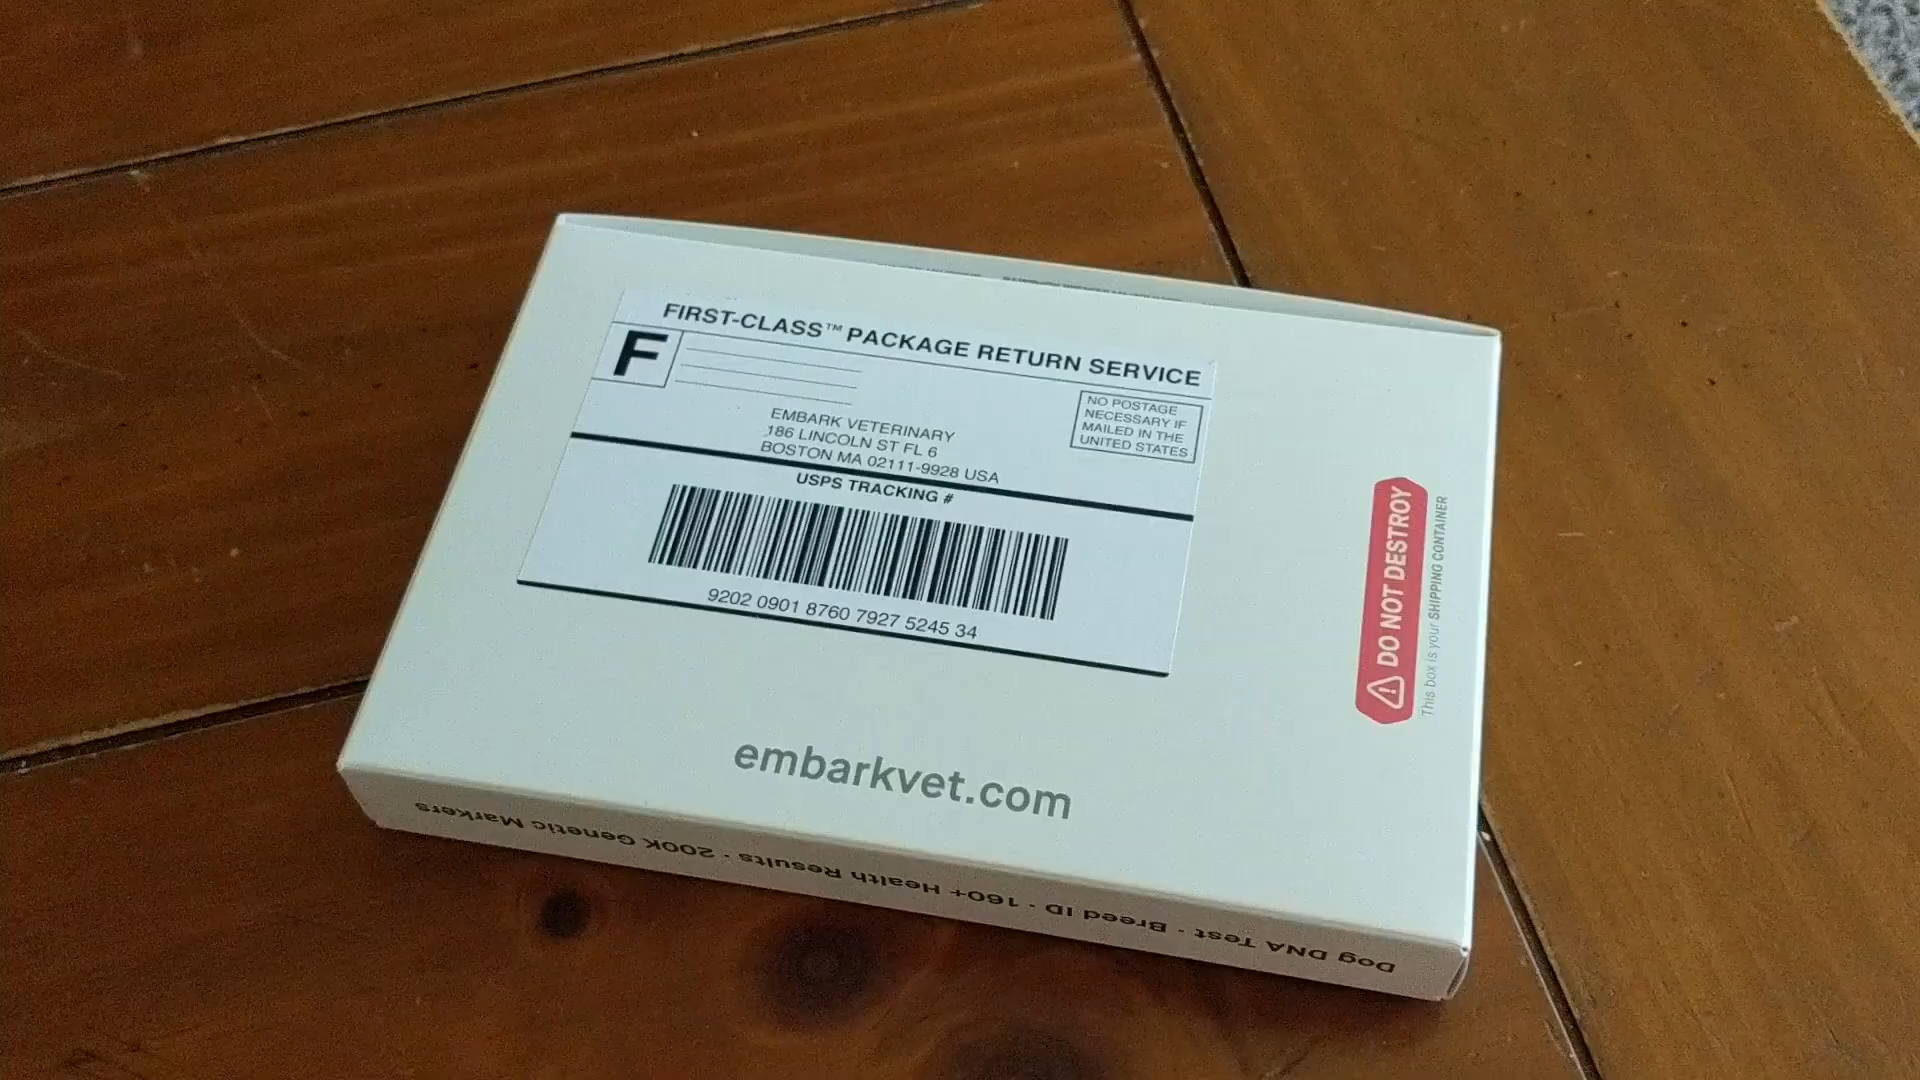 FIRST-CLASS™ PACKAGE RETURN SERVICE
F
NO POSTAGE
NECESSARY IF
MAILED IN THE
UNITED STATES
EMBARK VETERINARY
186 LINCOLN ST FL 6
BOSTON MA 02111-9928 USA
USPS TRACKING #
9202 0901 8760 7927 5245 34
DO NOT DESTROY
This box is your SHIPPING CONTAINER
embarkvet.com
Dog DNA Test · Breed ID · 160+ Health Results · 200K Genetic Markers